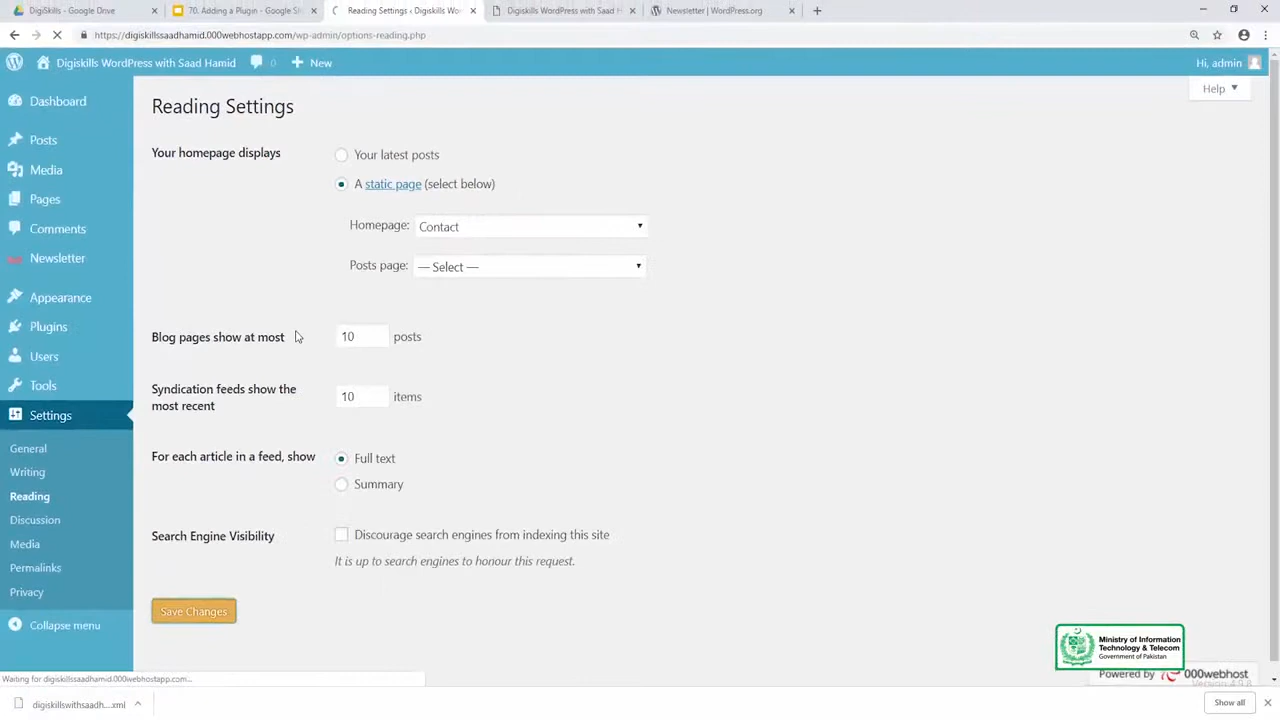 DigiSkills - Google Drive
70. Adding a Plugin - Google Sl
Reading Settings ‹ Digiskills Wo
Digiskills WordPress with Saad H
Newsletter | WordPress.org
https://digiskillssaadhamid.000webhostapp.com/wp-admin/options-reading.php
Digiskills WordPress with Saad Hamid
0
New
Hi, admin
Help
Dashboard
Posts
Media
Pages
Comments
Newsletter
Appearance
Plugins
Users
Tools
Settings
General
Writing
Reading
Discussion
Media
Permalinks
Privacy
Collapse menu
Reading Settings
Your homepage displays
Your latest posts
A static page (select below)
Homepage: Contact
Posts page: — Select —
Blog pages show at most 10 posts
Syndication feeds show the
most recent
10 items
For each article in a feed, show
Full text
Summary
Search Engine Visibility
Discourage search engines from indexing this site
It is up to search engines to honour this request.
Save Changes
Ministry of Information
Technology & Telecom
Government of Pakistan
Powered by 000webhost
Waiting for digiskillssaadhamid.000webhostapp.com...
digiskillswithsaadh....xml
Show all